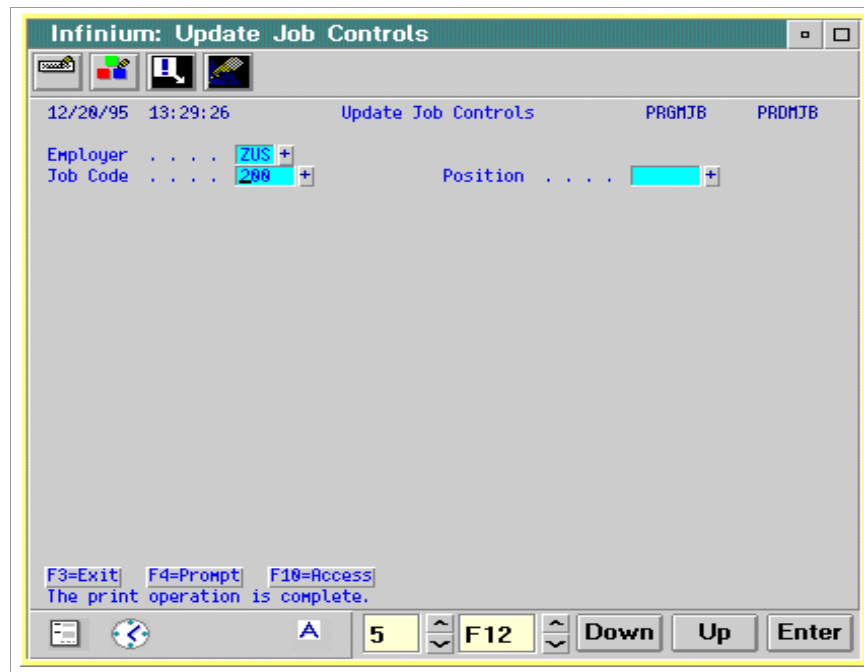 Infinium: Update Job Controls
12/20/95 13:29:26 Update Job Controls PRGMJB PRDMJB
Employer . . . . ZUS +
Job Code . . . . 200 + Position . . . . +
F3=Exit F4=Prompt F10=Access
The print operation is complete.
A 5 F12 Down Up Enter